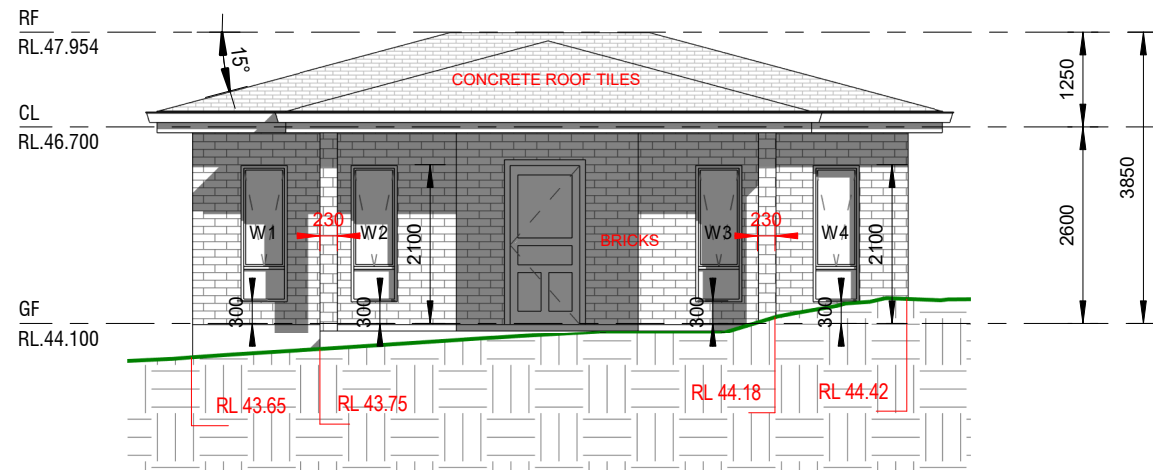 RF
RL.47.954
15°
CONCRETE ROOF TILES
1250
CL
RL.46.700
3850
2600
W1
230
W2
2100
BRICKS
W3
230
W4
2100
300
300
300
300
GF
RL.44.100
RL 43.65
RL 43.75
RL 44.18
RL 44.42